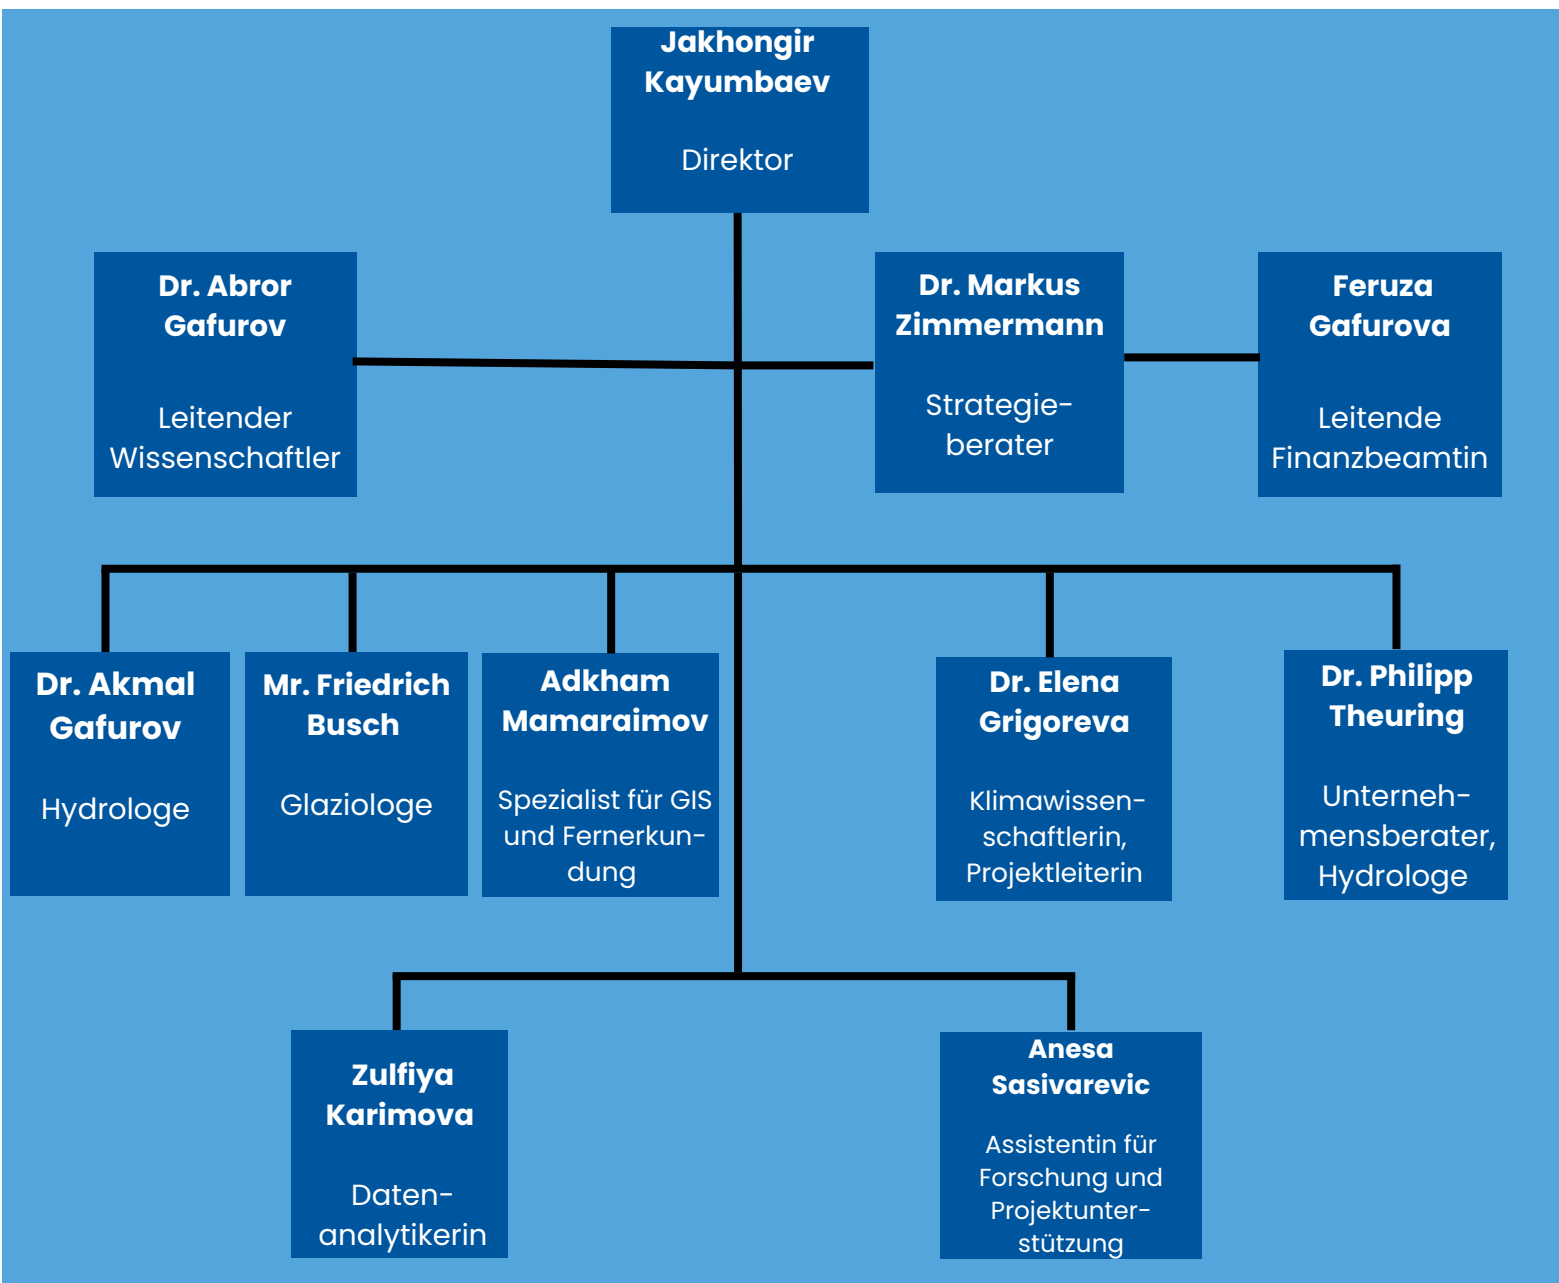 Jakhongir
Kayumbaev
Direktor
Dr. Abror
Gafurov
Leitender
Wissenschaftler
Dr. Markus
Zimmermann
Strategie-
berater
Feruza
Gafurova
Leitende
Finanzbeamtin
Dr. Akmal
Gafurov
Hydrologe
Mr. Friedrich
Busch
Glaziologe
Adkham
Mamaraimov
Spezialist für GIS
und Fernerkun-
dung
Dr. Elena
Grigoreva
Klimawissen-
schaftlerin,
Projektleiterin
Dr. Philipp
Theuring
Unterneh-
mensberater,
Hydrologe
Zulfiya
Karimova
Daten-
analytikerin
Anesa
Sasivarevic
Assistentin für
Forschung und
Projektunter-
stützung